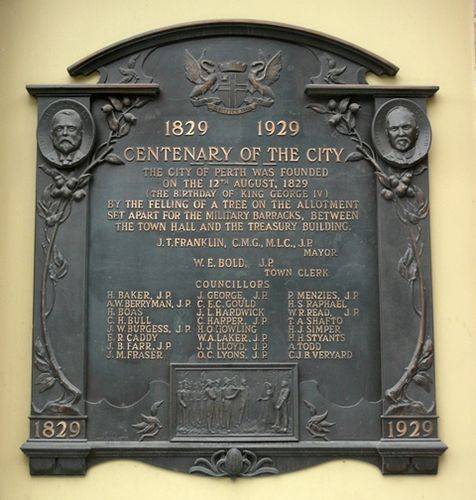 1829 1929
CENTENARY OF THE CITY
THE CITY OF PERTH WAS FOUNDED
ON THE 12TH AUGUST, 1829
(THE BIRTHDAY OF KING GEORGE IV)
BY THE FELLING OF A TREE ON THE ALLOTMENT
SET APART FOR THE MILITARY BARRACKS, BETWEEN
THE TOWN HALL AND THE TREASURY BUILDING.
J.T. FRANKLIN, C.M.G., M.L.C., J.P.
MAYOR
W. E. BOLD, J.P.
TOWN CLERK
COUNCILLORS
H. BAKER, J.P. J. GEORGE, J.P. P. MENZIES, J.P.
A.W. BERRYMAN, J.P. C.E.C. GOULD H.S. RAPHAEL
H. BOAS J.L. HARDWICK W.R. READ, J.P.
C.H. BULL C. HARPER, J.P. T.A. SHAFTO
J.W. BURGESS, J.P. H.O. HOWLING H.J. SIMPER
E.R. CADDY W.A. LAKER, J.P. H.H. STYANTS
J.B. FARR, J.P. J.J. LLOYD, J.P. A. TODD
J.M. FRASER O.C. LYONS, J.P. C.J.B. VERYARD
1829 1929